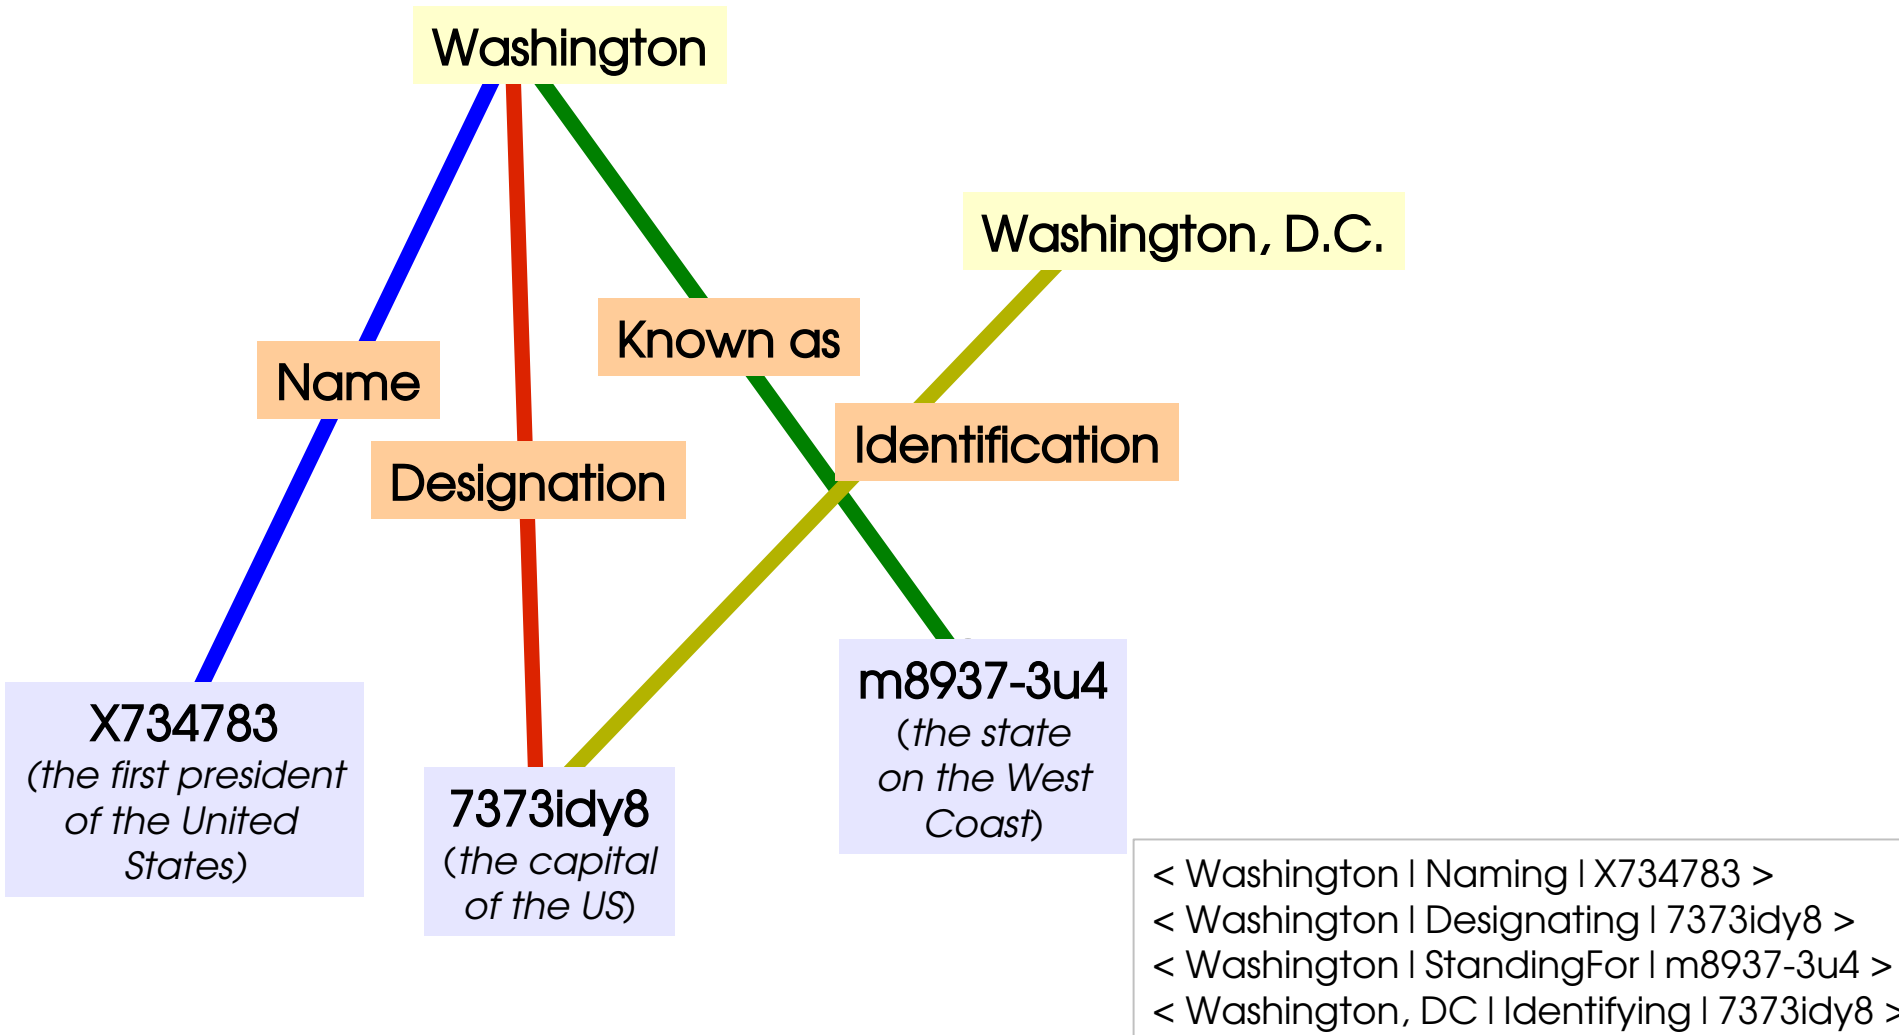 Washington
Washington, D.C.
Known as
Name
Identification
Designation
X734783
(the first president
of the United
States)
7373idy8
(the capital
of the US)
m8937-3u4
(the state
on the West
Coast)
< Washington | Naming | X734783 >
< Washington | Designating | 7373idy8 >
< Washington | StandingFor | m8937-3u4 >
< Washington, DC | Identifying | 7373idy8 >